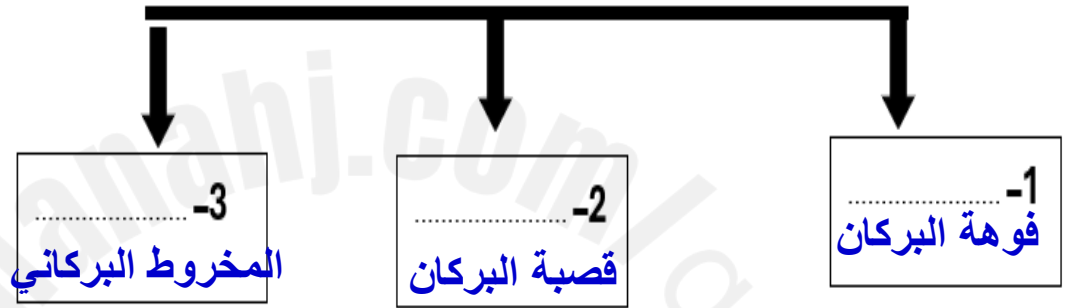 1- ........................
فوهة البركان
2- ........................
قصبة البركان
3- ........................
المخروط البركاني